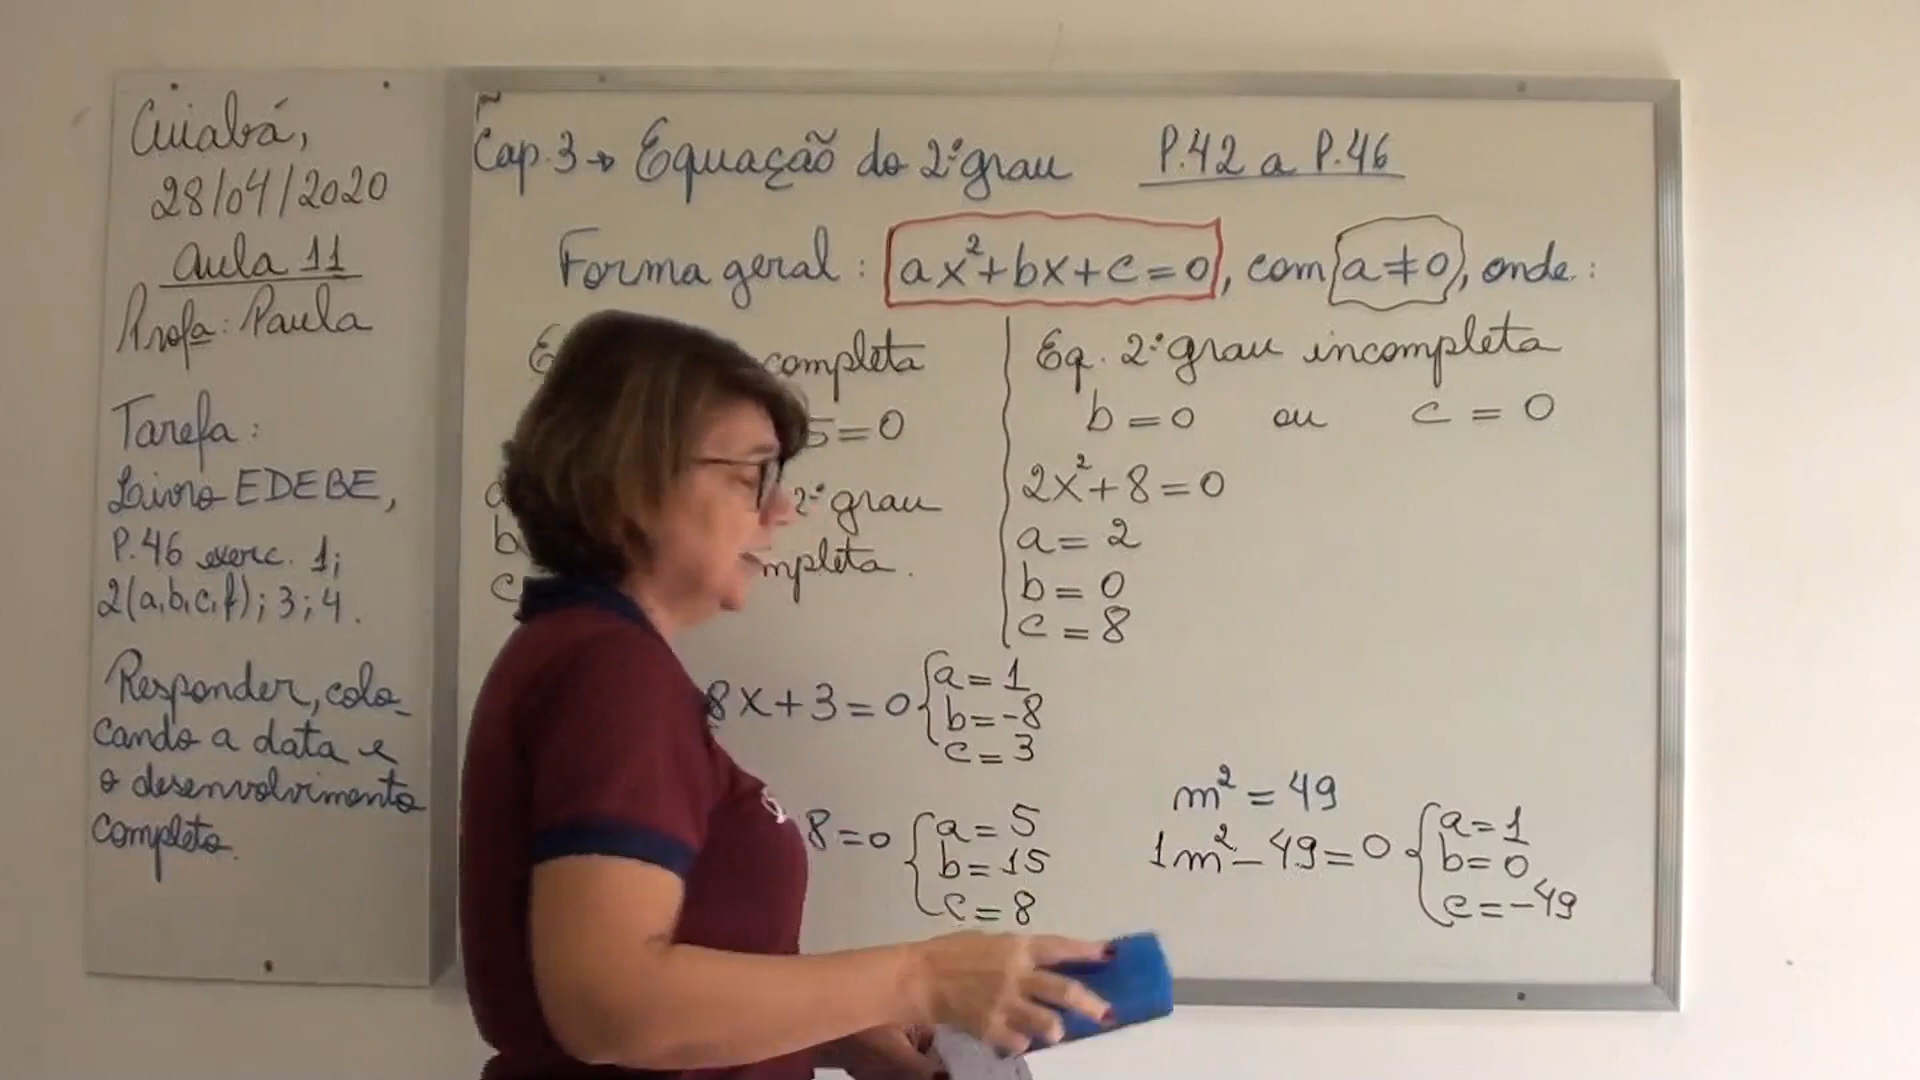 Cuiabá,
28/04/2020
Aula 11
Profa: Paula
Tarefa:
Livro EDEBE,
P.46 exerc. 1;
2(a,b,c,f); 3; 4.
Responder, colo-
cando a data e
o desenvolvimento
completo.
Cap. 3 → Equação do 2º grau P.42 a P.46
Forma geral: ax²+bx+c=0, com a≠0, onde:
completa
5=0
2º grau
b
c
8x+3=0 {a=1
b=-8
c=3
8=0 {a=5
b=15
c=8
Eq. 2º grau incompleta
b=0 ou c=0
2x²+8=0
a=2
b=0
c=8
m²=49
1m²-49=0 {a=1
b=0
c=-49